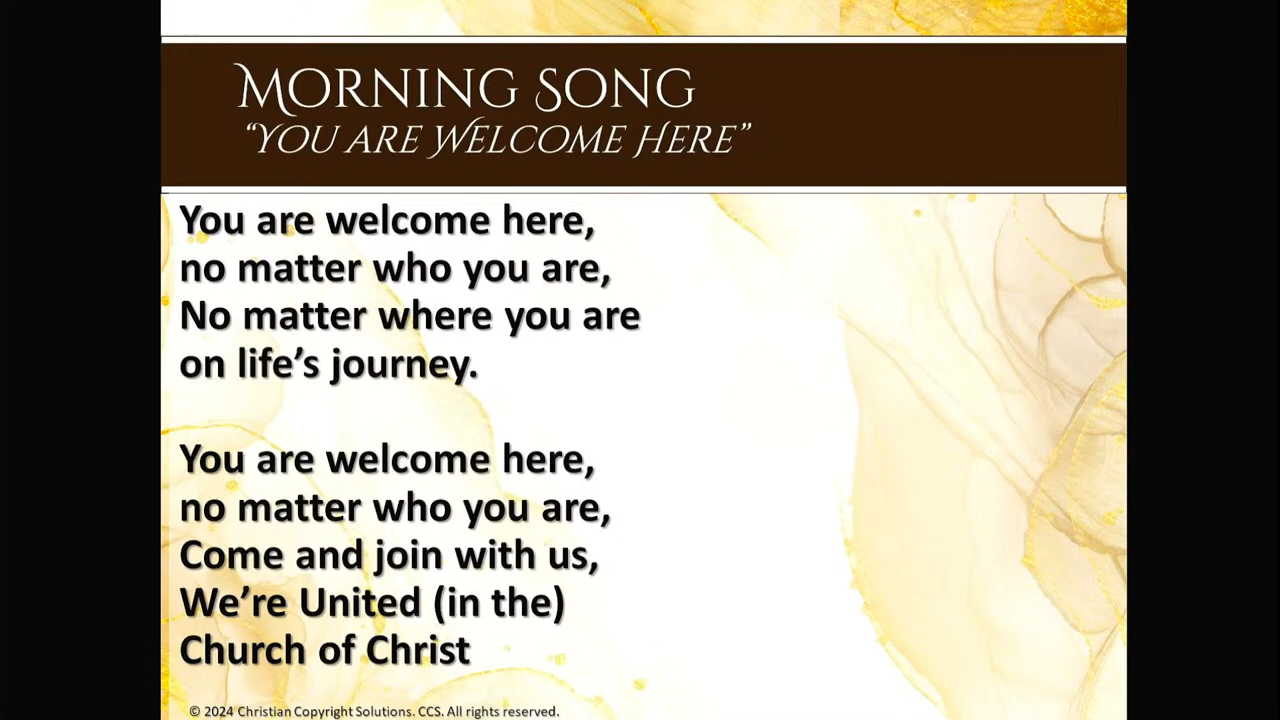 Morning Song
“You are Welcome Here”
You are welcome here,
no matter who you are,
No matter where you are
on life’s journey.
You are welcome here,
no matter who you are,
Come and join with us,
We’re United (in the)
Church of Christ
© 2024 Christian Copyright Solutions. CCS. All rights reserved.